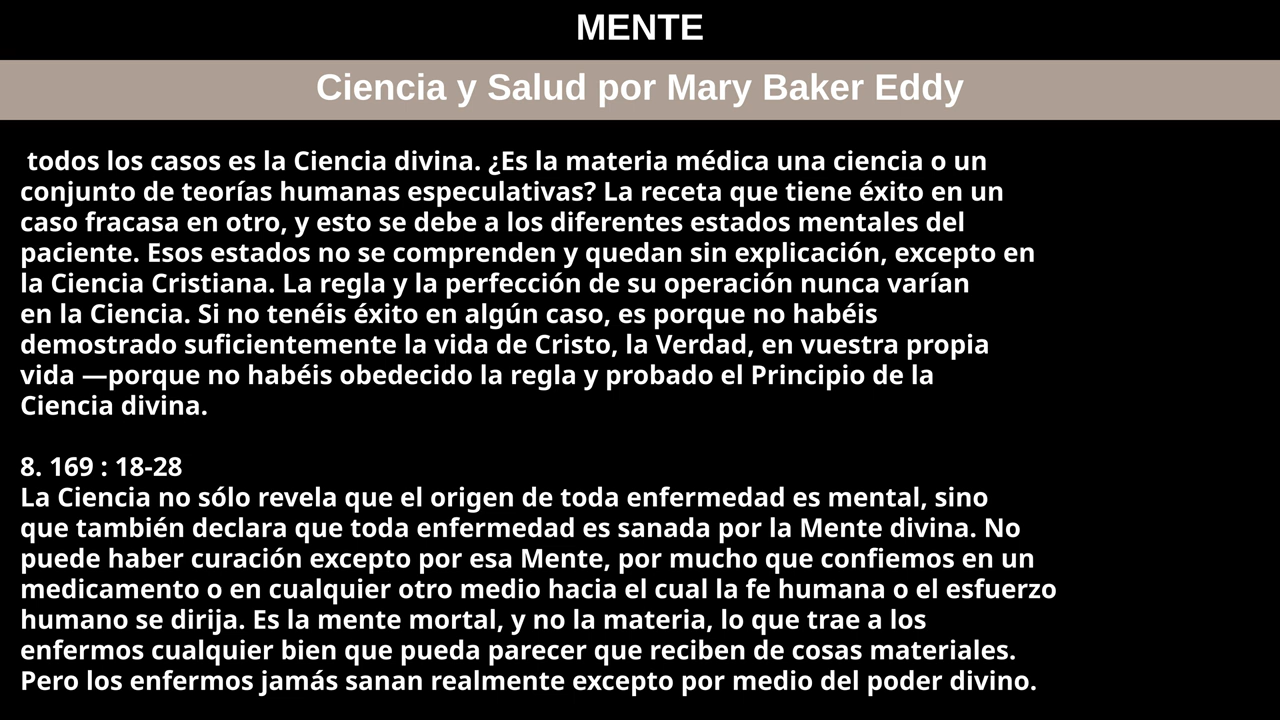 MENTE
Ciencia y Salud por Mary Baker Eddy
todos los casos es la Ciencia divina. ¿Es la materia médica una ciencia o un
conjunto de teorías humanas especulativas? La receta que tiene éxito en un
caso fracasa en otro, y esto se debe a los diferentes estados mentales del
paciente. Esos estados no se comprenden y quedan sin explicación, excepto en
la Ciencia Cristiana. La regla y la perfección de su operación nunca varían
en la Ciencia. Si no tenéis éxito en algún caso, es porque no habéis
demostrado suficientemente la vida de Cristo, la Verdad, en vuestra propia
vida —porque no habéis obedecido la regla y probado el Principio de la
Ciencia divina.
8. 169 : 18-28
La Ciencia no sólo revela que el origen de toda enfermedad es mental, sino
que también declara que toda enfermedad es sanada por la Mente divina. No
puede haber curación excepto por esa Mente, por mucho que confiemos en un
medicamento o en cualquier otro medio hacia el cual la fe humana o el esfuerzo
humano se dirija. Es la mente mortal, y no la materia, lo que trae a los
enfermos cualquier bien que pueda parecer que reciben de cosas materiales.
Pero los enfermos jamás sanan realmente excepto por medio del poder divino.